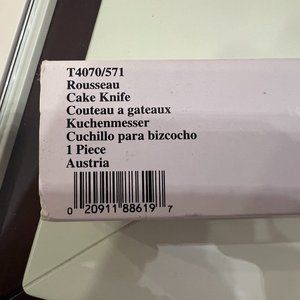 T4070/571
Rousseau
Cake Knife
Couteau a gateaux
Kuchenmesser
Cuchillo para bizcocho
1 Piece
Austria
0 20911 88619 7